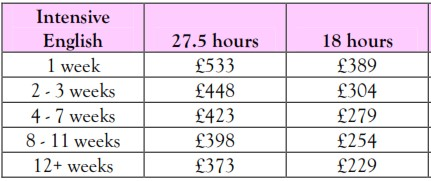 Intensive
English 27.5 hours 18 hours
1 week £533 £389
2 - 3 weeks £448 £304
4 - 7 weeks £423 £279
8 - 11 weeks £398 £254
12+ weeks £373 £229